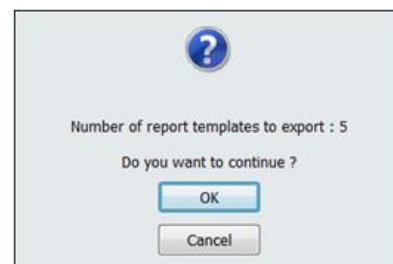 Number of report templates to export : 5
Do you want to continue ?
OK
Cancel